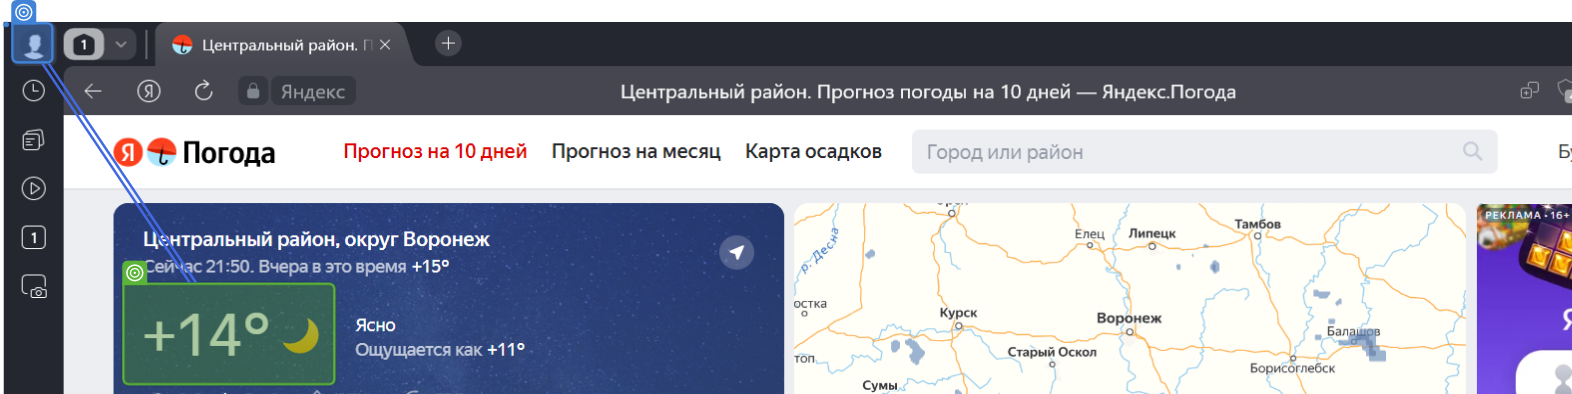 1
Центральный район. П
Яндекс
Центральный район. Прогноз погоды на 10 дней — Яндекс.Погода
Я Погода
Прогноз на 10 дней
Прогноз на месяц
Карта осадков
Город или район
1
Центральный район, округ Воронеж
Сейчас 21:50. Вчера в это время +15°
+14°
Ясно
Ощущается как +11°
р. Десна
Елец
Липецк
Тамбов
остка
Курск
Воронеж
Балашов
топ
Старый Оскол
Борисоглебск
Сумы
РЕКЛАМА • 16+